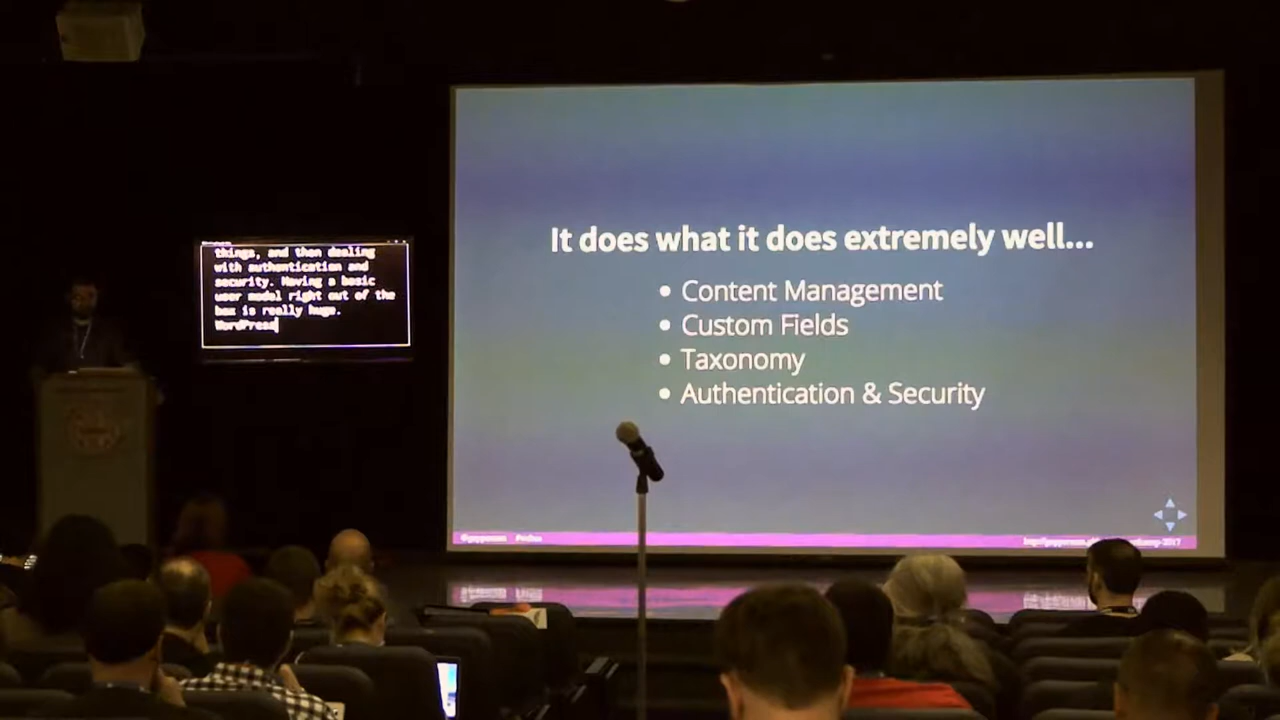 things, and then dealing
with authentication and
security. Having a basic
user model right out of the
box is really huge.
WordPress
It does what it does extremely well...
• Content Management
• Custom Fields
• Taxonomy
• Authentication & Security